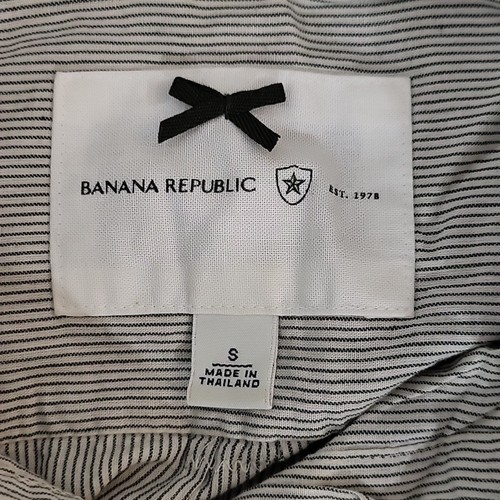 BANANA REPUBLIC EST. 1978
S
MADE IN
THAILAND